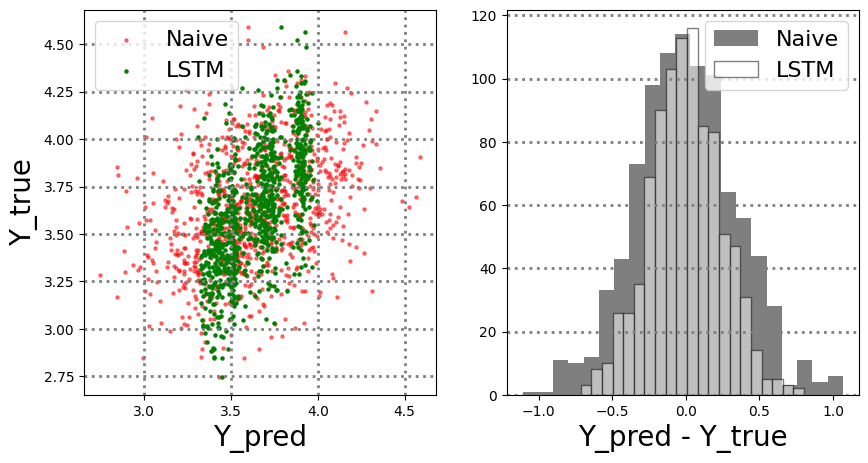 Naive
LSTM
4.50
4.25
4.00
3.75
3.50
3.25
3.00
2.75
Y_true
3.0 3.5 4.0 4.5
Y_pred
Naive
LSTM
120
100
80
60
40
20
0
−1.0 −0.5 0.0 0.5 1.0
Y_pred - Y_true